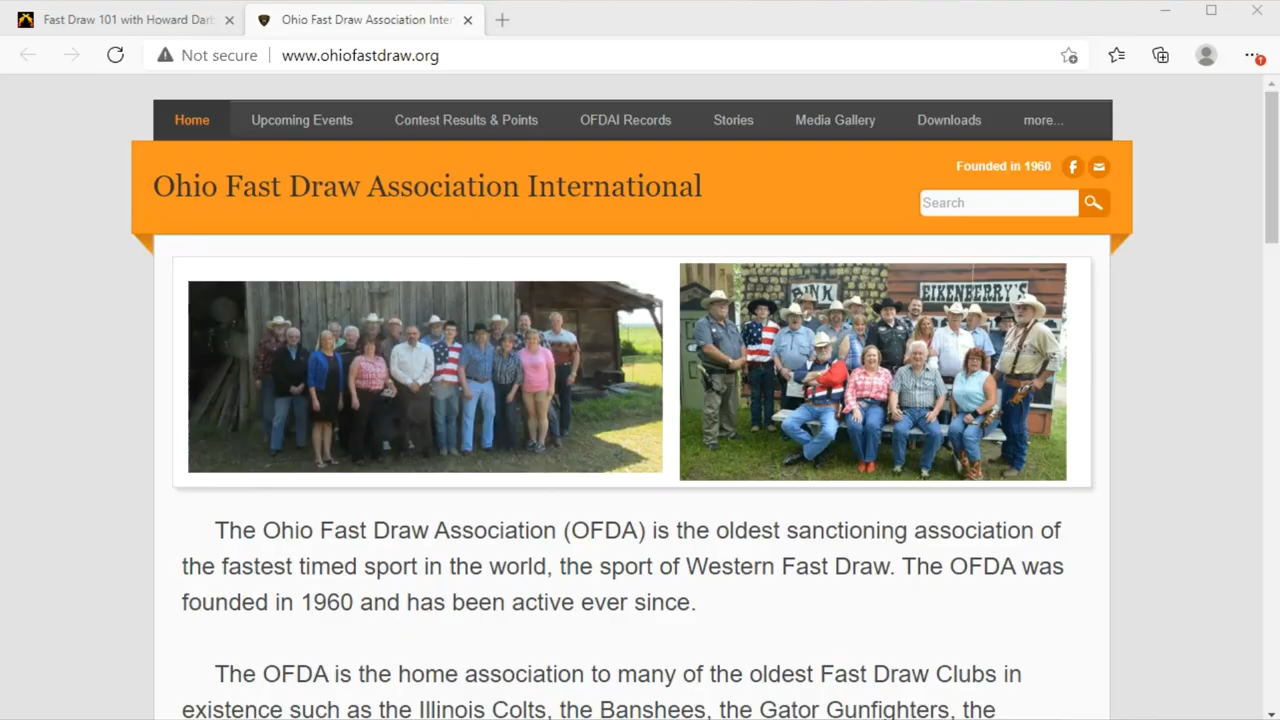 Fast Draw 101 with Howard Darb
Ohio Fast Draw Association Inter
Not secure
www.ohiofastdraw.org
Home Upcoming Events Contest Results & Points OFDAI Records Stories Media Gallery Downloads more...
Founded in 1960
Ohio Fast Draw Association International
Search
EIKENBERRY'S
The Ohio Fast Draw Association (OFDA) is the oldest sanctioning association of
the fastest timed sport in the world, the sport of Western Fast Draw. The OFDA was
founded in 1960 and has been active ever since.
The OFDA is the home association to many of the oldest Fast Draw Clubs in
existence such as the Illinois Colts, the Banshees, the Gator Gunfighters, the